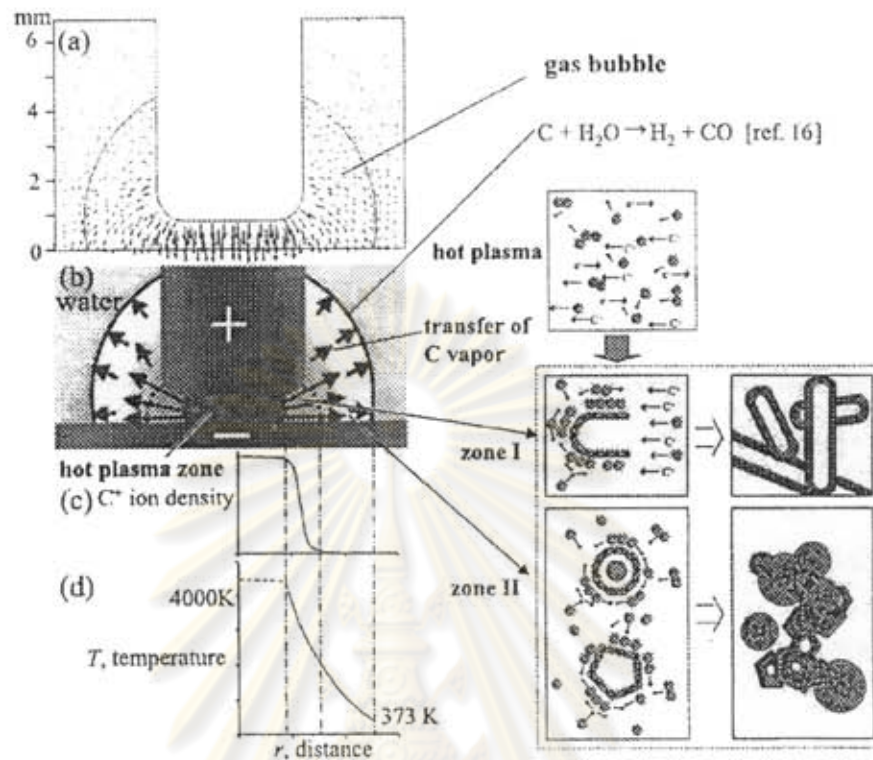 mm
6
(a)
4
2
0
gas bubble
C + H₂O → H₂ + CO [ref. 16]
hot plasma
(b)
water
+
−
transfer of
C vapor
hot plasma zone
zone I
zone II
(c) C⁺ ion density
(d)
4000K
T, temperature
373 K
r, distance